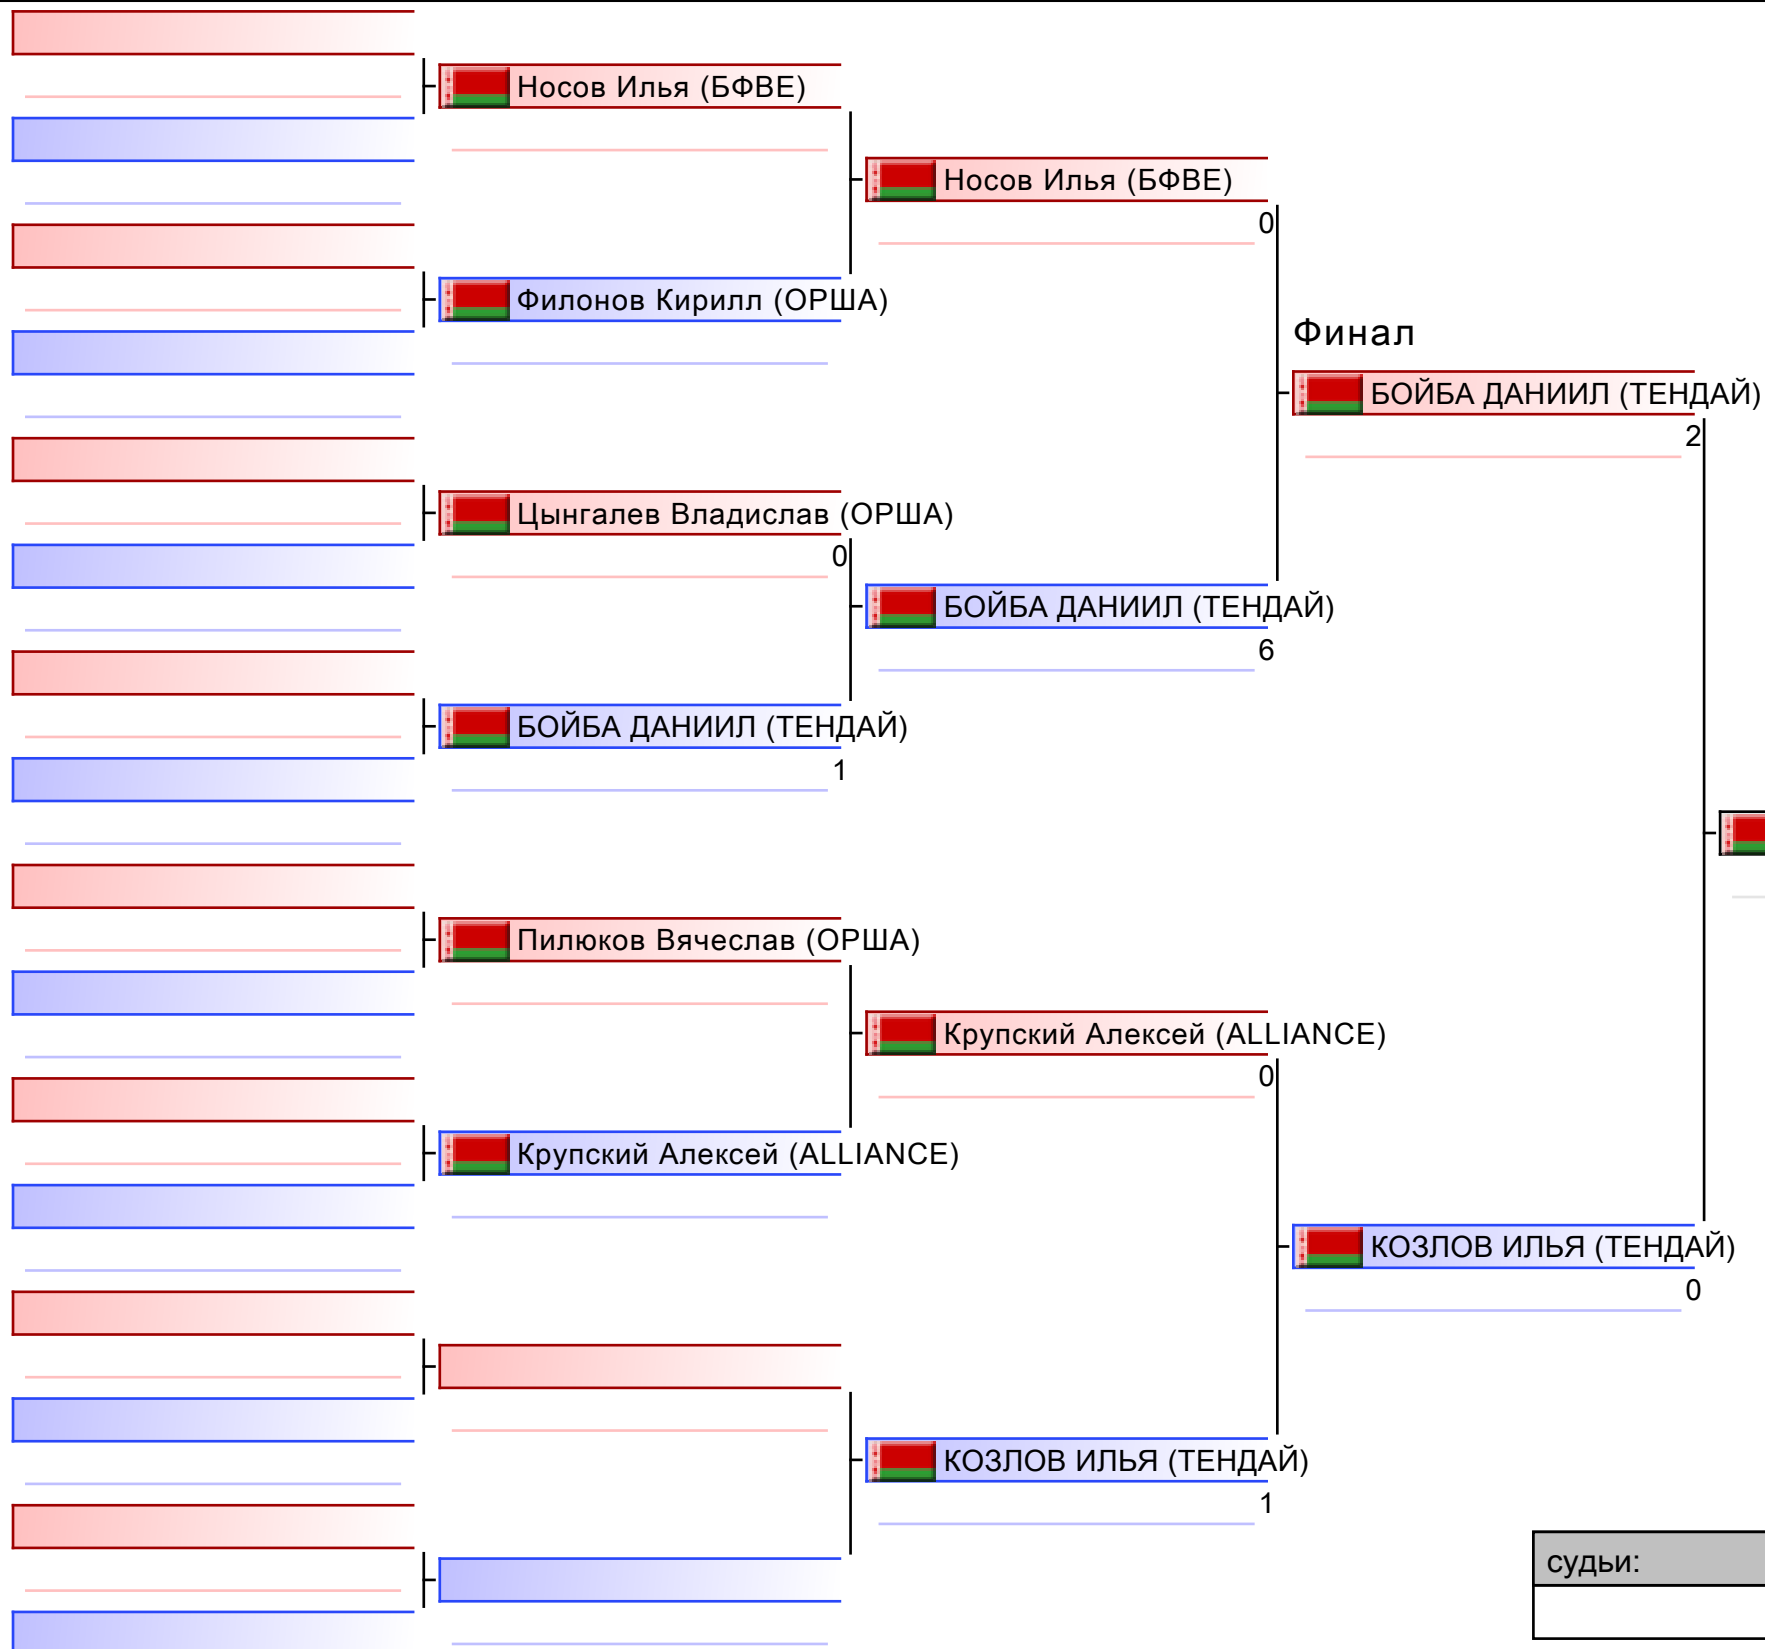 Носов Илья (БФВЕ)
Носов Илья (БФВЕ)
0
Филонов Кирилл (ОРША)
Финал
БОЙБА ДАНИИЛ (ТЕНДАЙ)
2
Цынгалев Владислав (ОРША)
0
БОЙБА ДАНИИЛ (ТЕНДАЙ)
6
БОЙБА ДАНИИЛ (ТЕНДАЙ)
1
Пилюков Вячеслав (ОРША)
Крупский Алексей (ALLIANCE)
0
Крупский Алексей (ALLIANCE)
КОЗЛОВ ИЛЬЯ (ТЕНДАЙ)
0
КОЗЛОВ ИЛЬЯ (ТЕНДАЙ)
1
судьи: